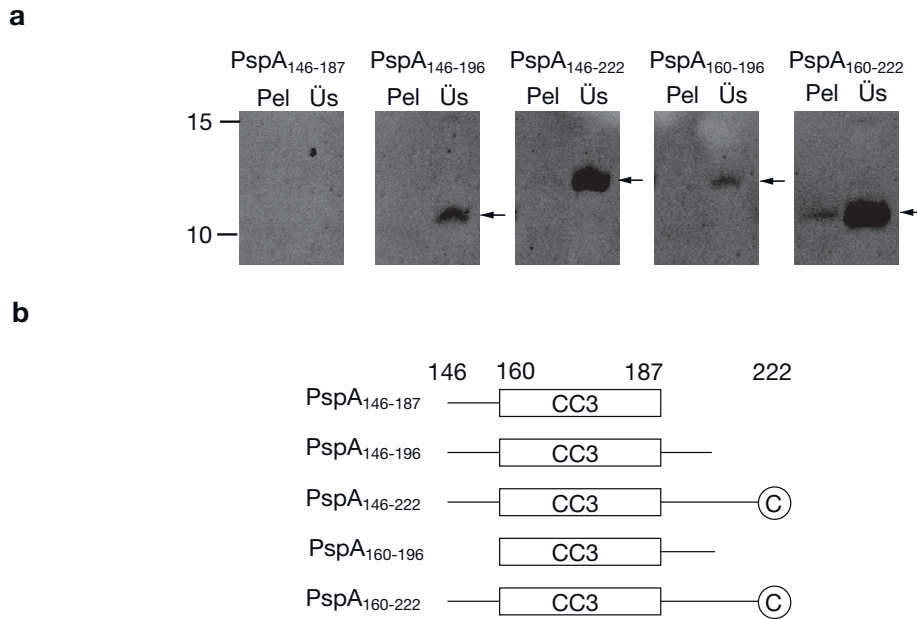 a
PspA146-187 PspA146-196 PspA146-222 PspA160-196 PspA160-222
Pel Üs Pel Üs Pel Üs Pel Üs Pel Üs
15
10
b
146 160 187 222
PspA146-187 CC3
PspA146-196 CC3
PspA146-222 CC3 C
PspA160-196 CC3
PspA160-222 CC3 C